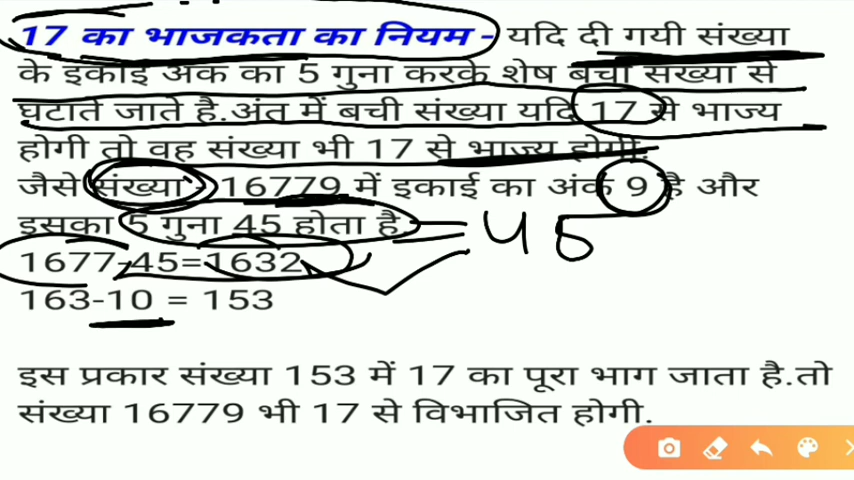 17 का भाजकता का नियम - यदि दी गयी संख्या
के इकाई अंक का 5 गुना करके शेष बची संख्या से
घटाते जाते है.अंत में बची संख्या यदि 17 से भाज्य
होगी तो वह संख्या भी 17 से भाज्य होगी.
जैसे संख्या - 16779 में इकाई का अंक 9 है और
इसका 5 गुना 45 होता है. = 45
1677-45=1632
163-10 = 153
इस प्रकार संख्या 153 में 17 का पूरा भाग जाता है.तो
संख्या 16779 भी 17 से विभाजित होगी.